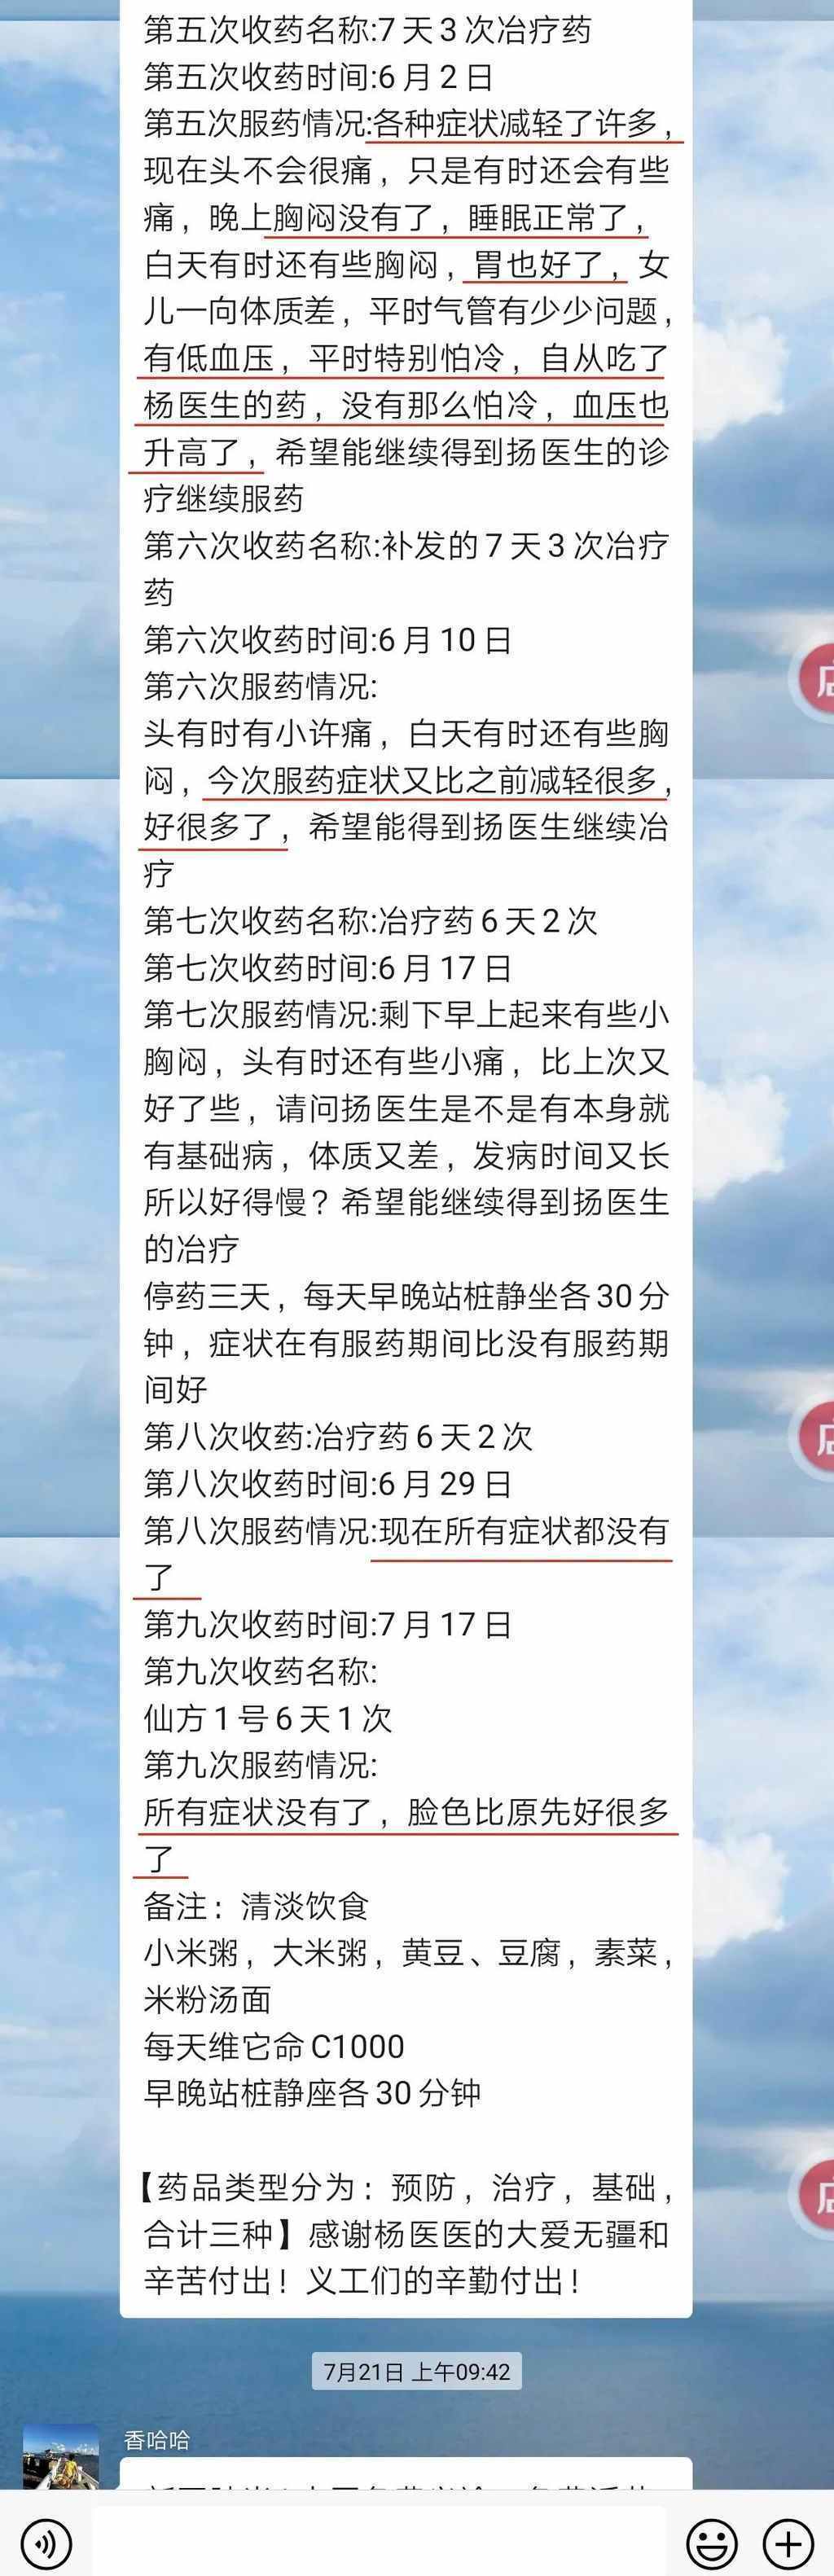 第五次收药名称:7天3次冶疗药
第五次收药时间:6月2日
第五次服药情况:各种症状减轻了许多，
现在头不会很痛，只是有时还会有些
痛，晚上胸闷没有了，睡眠正常了，
白天有时还有些胸闷，胃也好了，女
儿一向体质差，平时气管有少少问题，
有低血压，平时特别怕冷，自从吃了
杨医生的药，没有那么怕冷，血压也
升高了，希望能继续得到扬医生的诊
疗继续服药
第六次收药名称:补发的7天3次冶疗
药
第六次收药时间:6月10日
第六次服药情况:
头有时有小许痛，白天有时还有些胸
闷，今次服药症状又比之前减轻很多，
好很多了，希望能得到扬医生继续冶
疗
第七次收药名称:冶疗药6天2次
第七次收药时间:6月17日
第七次服药情况:剩下早上起来有些小
胸闷，头有时还有些小痛，比上次又
好了些，请问扬医生是不是有本身就
有基础病，体质又差，发病时间又长
所以好得慢？希望能继续得到扬医生
的冶疗
停药三天，每天早晚站桩静坐各30分
钟，症状在有服药期间比没有服药期
间好
第八次收药:冶疗药6天2次
第八次收药时间:6月29日
第八次服药情况:现在所有症状都没有
了
第九次收药时间:7月17日
第九次收药名称:
仙方1号6天1次
第九次服药情况:
所有症状没有了，脸色比原先好很多
了
备注：清淡饮食
小米粥，大米粥，黄豆、豆腐，素菜，
米粉汤面
每天维它命C1000
早晚站桩静座各30分钟
【药品类型分为：预防，治疗，基础，
合计三种】感谢杨医医的大爱无疆和
辛苦付出！义工们的辛勤付出！
7月21日 上午09:42
香哈哈